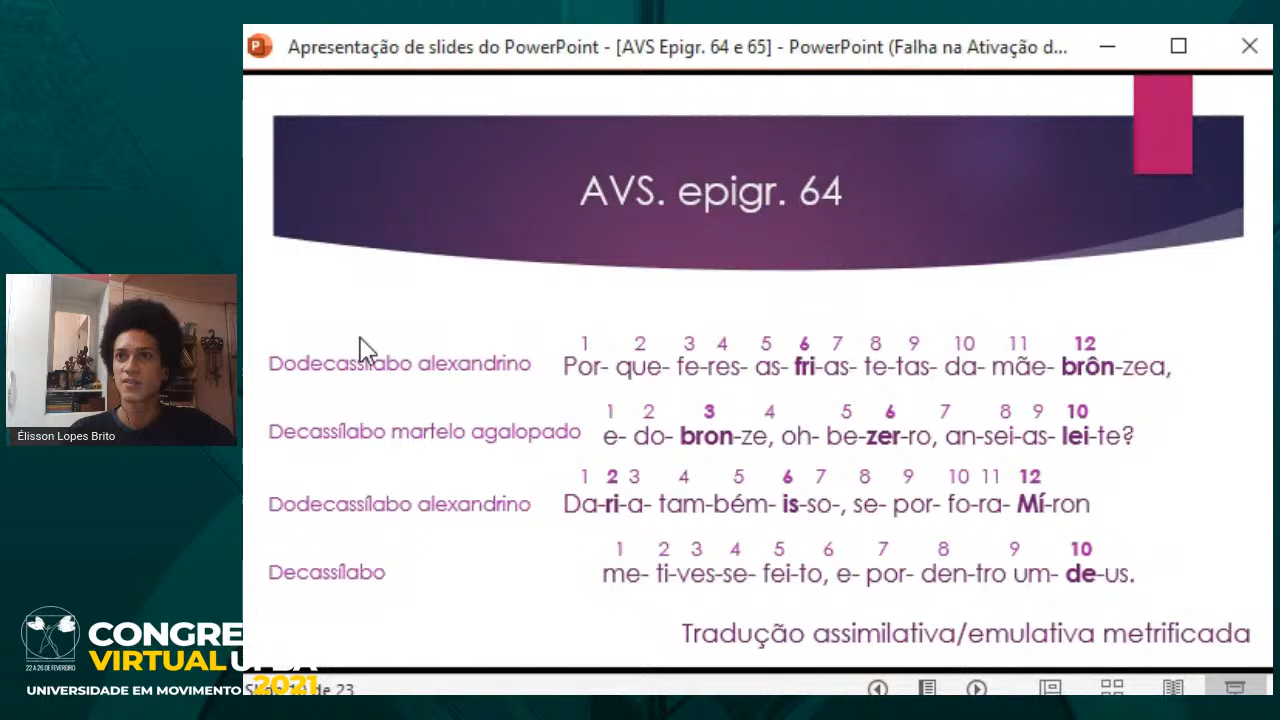 Apresentação de slides do PowerPoint - [AVS Epigr. 64 e 65] - PowerPoint (Falha na Ativação d...
AVS. epigr. 64
1 2 3 4 5 6 7 8 9 10 11 12
Dodecassílabo alexandrino Por- que- fe-res- as- fri-as- te-tas- da- mãe- brôn-zea,
1 2 3 4 5 6 7 8 9 10
Decassílabo martelo agalopado e- do- bron-ze, oh- be-zer-ro, an-sei-as- lei-te?
1 2 3 4 5 6 7 8 9 10 11 12
Dodecassílabo alexandrino Da-ri-a- tam-bém- is-so-, se- por- fo-ra- Mí-ron
1 2 3 4 5 6 7 8 9 10
Decassílabo me- ti-ves-se- fei-to, e- por- den-tro um- de-us.
Tradução assimilativa/emulativa metrificada
Élisson Lopes Brito
22 A 26 DE FEVEREIRO
CONGRE
VIRTUAL
2021
UNIVERSIDADE EM MOVIMENTO
de 23